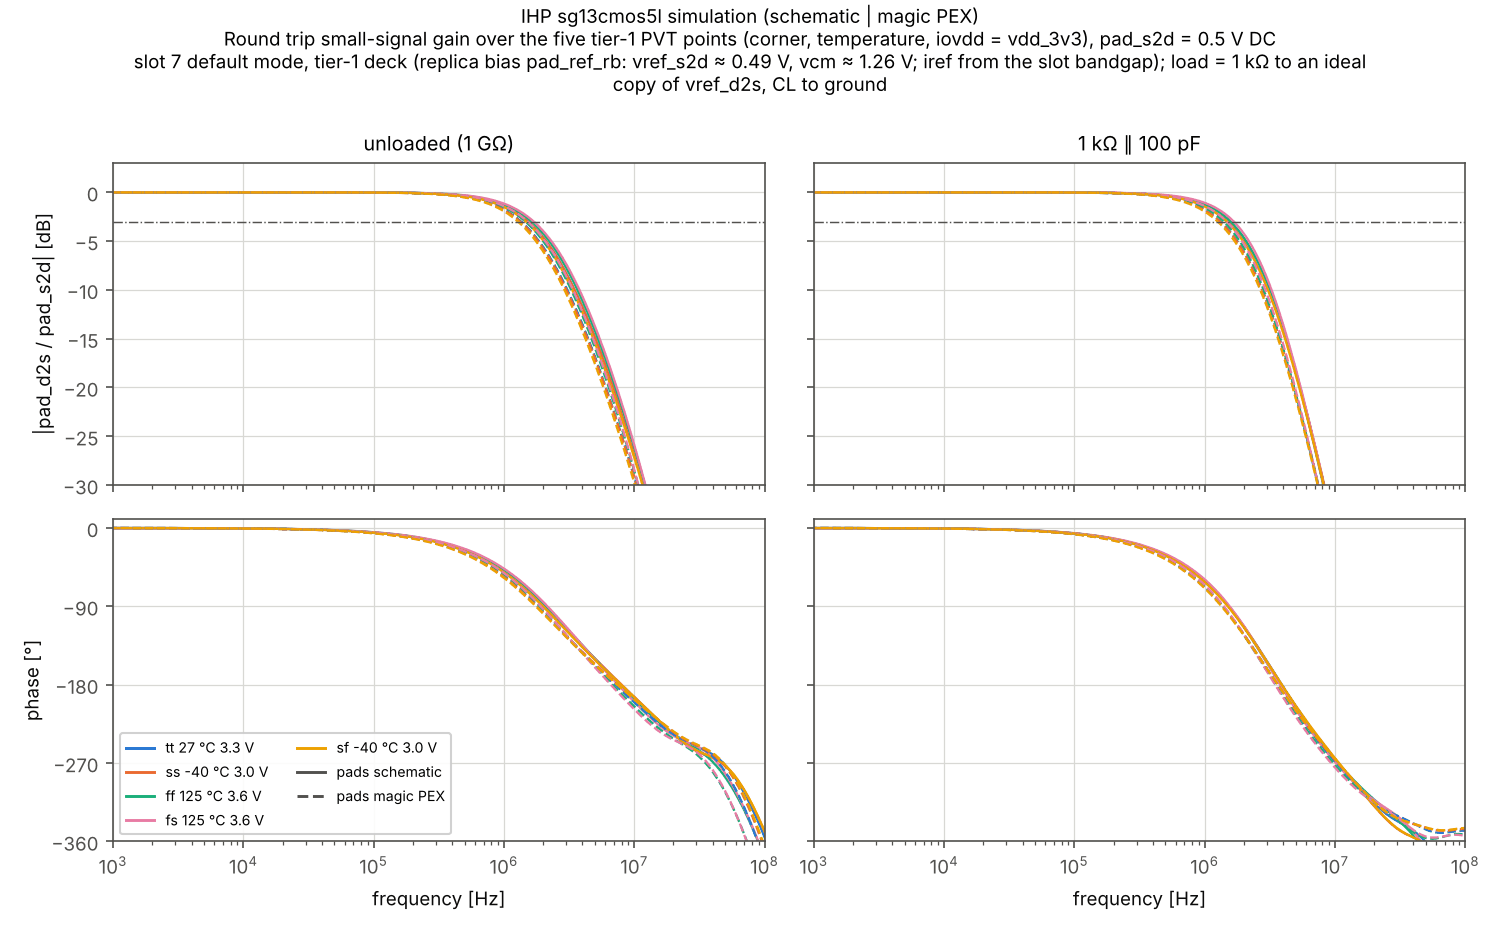 IHP sg13cmos5l simulation (schematic | magic PEX)
Round trip small-signal gain over the five tier-1 PVT points (corner, temperature, iovdd = vdd_3v3), pad_s2d = 0.5 V DC
slot 7 default mode, tier-1 deck (replica bias pad_ref_rb: vref_s2d ≈ 0.49 V, vcm ≈ 1.26 V; iref from the slot bandgap); load = 1 kΩ to an ideal
copy of vref_d2s, CL to ground
unloaded (1 GΩ)
1 kΩ ∥ 100 pF
|pad_d2s / pad_s2d| [dB]
0
−5
−10
−15
−20
−25
−30
phase [°]
0
−90
−180
−270
−360
tt 27 °C 3.3 V
ss -40 °C 3.0 V
ff 125 °C 3.6 V
fs 125 °C 3.6 V
sf -40 °C 3.0 V
pads schematic
pads magic PEX
10³ 10⁴ 10⁵ 10⁶ 10⁷ 10⁸
10³ 10⁴ 10⁵ 10⁶ 10⁷ 10⁸
frequency [Hz]
frequency [Hz]